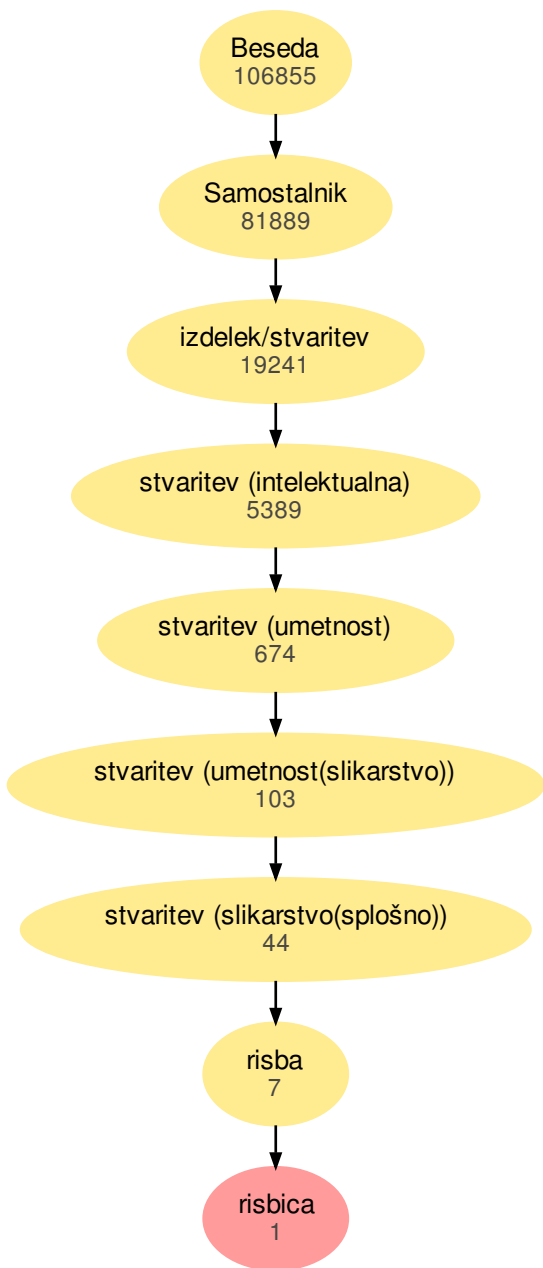 Beseda
106855
Samostalnik
81889
izdelek/stvaritev
19241
stvaritev (intelektualna)
5389
stvaritev (umetnost)
674
stvaritev (umetnost(slikarstvo))
103
stvaritev (slikarstvo(splošno))
44
risba
7
risbica
1